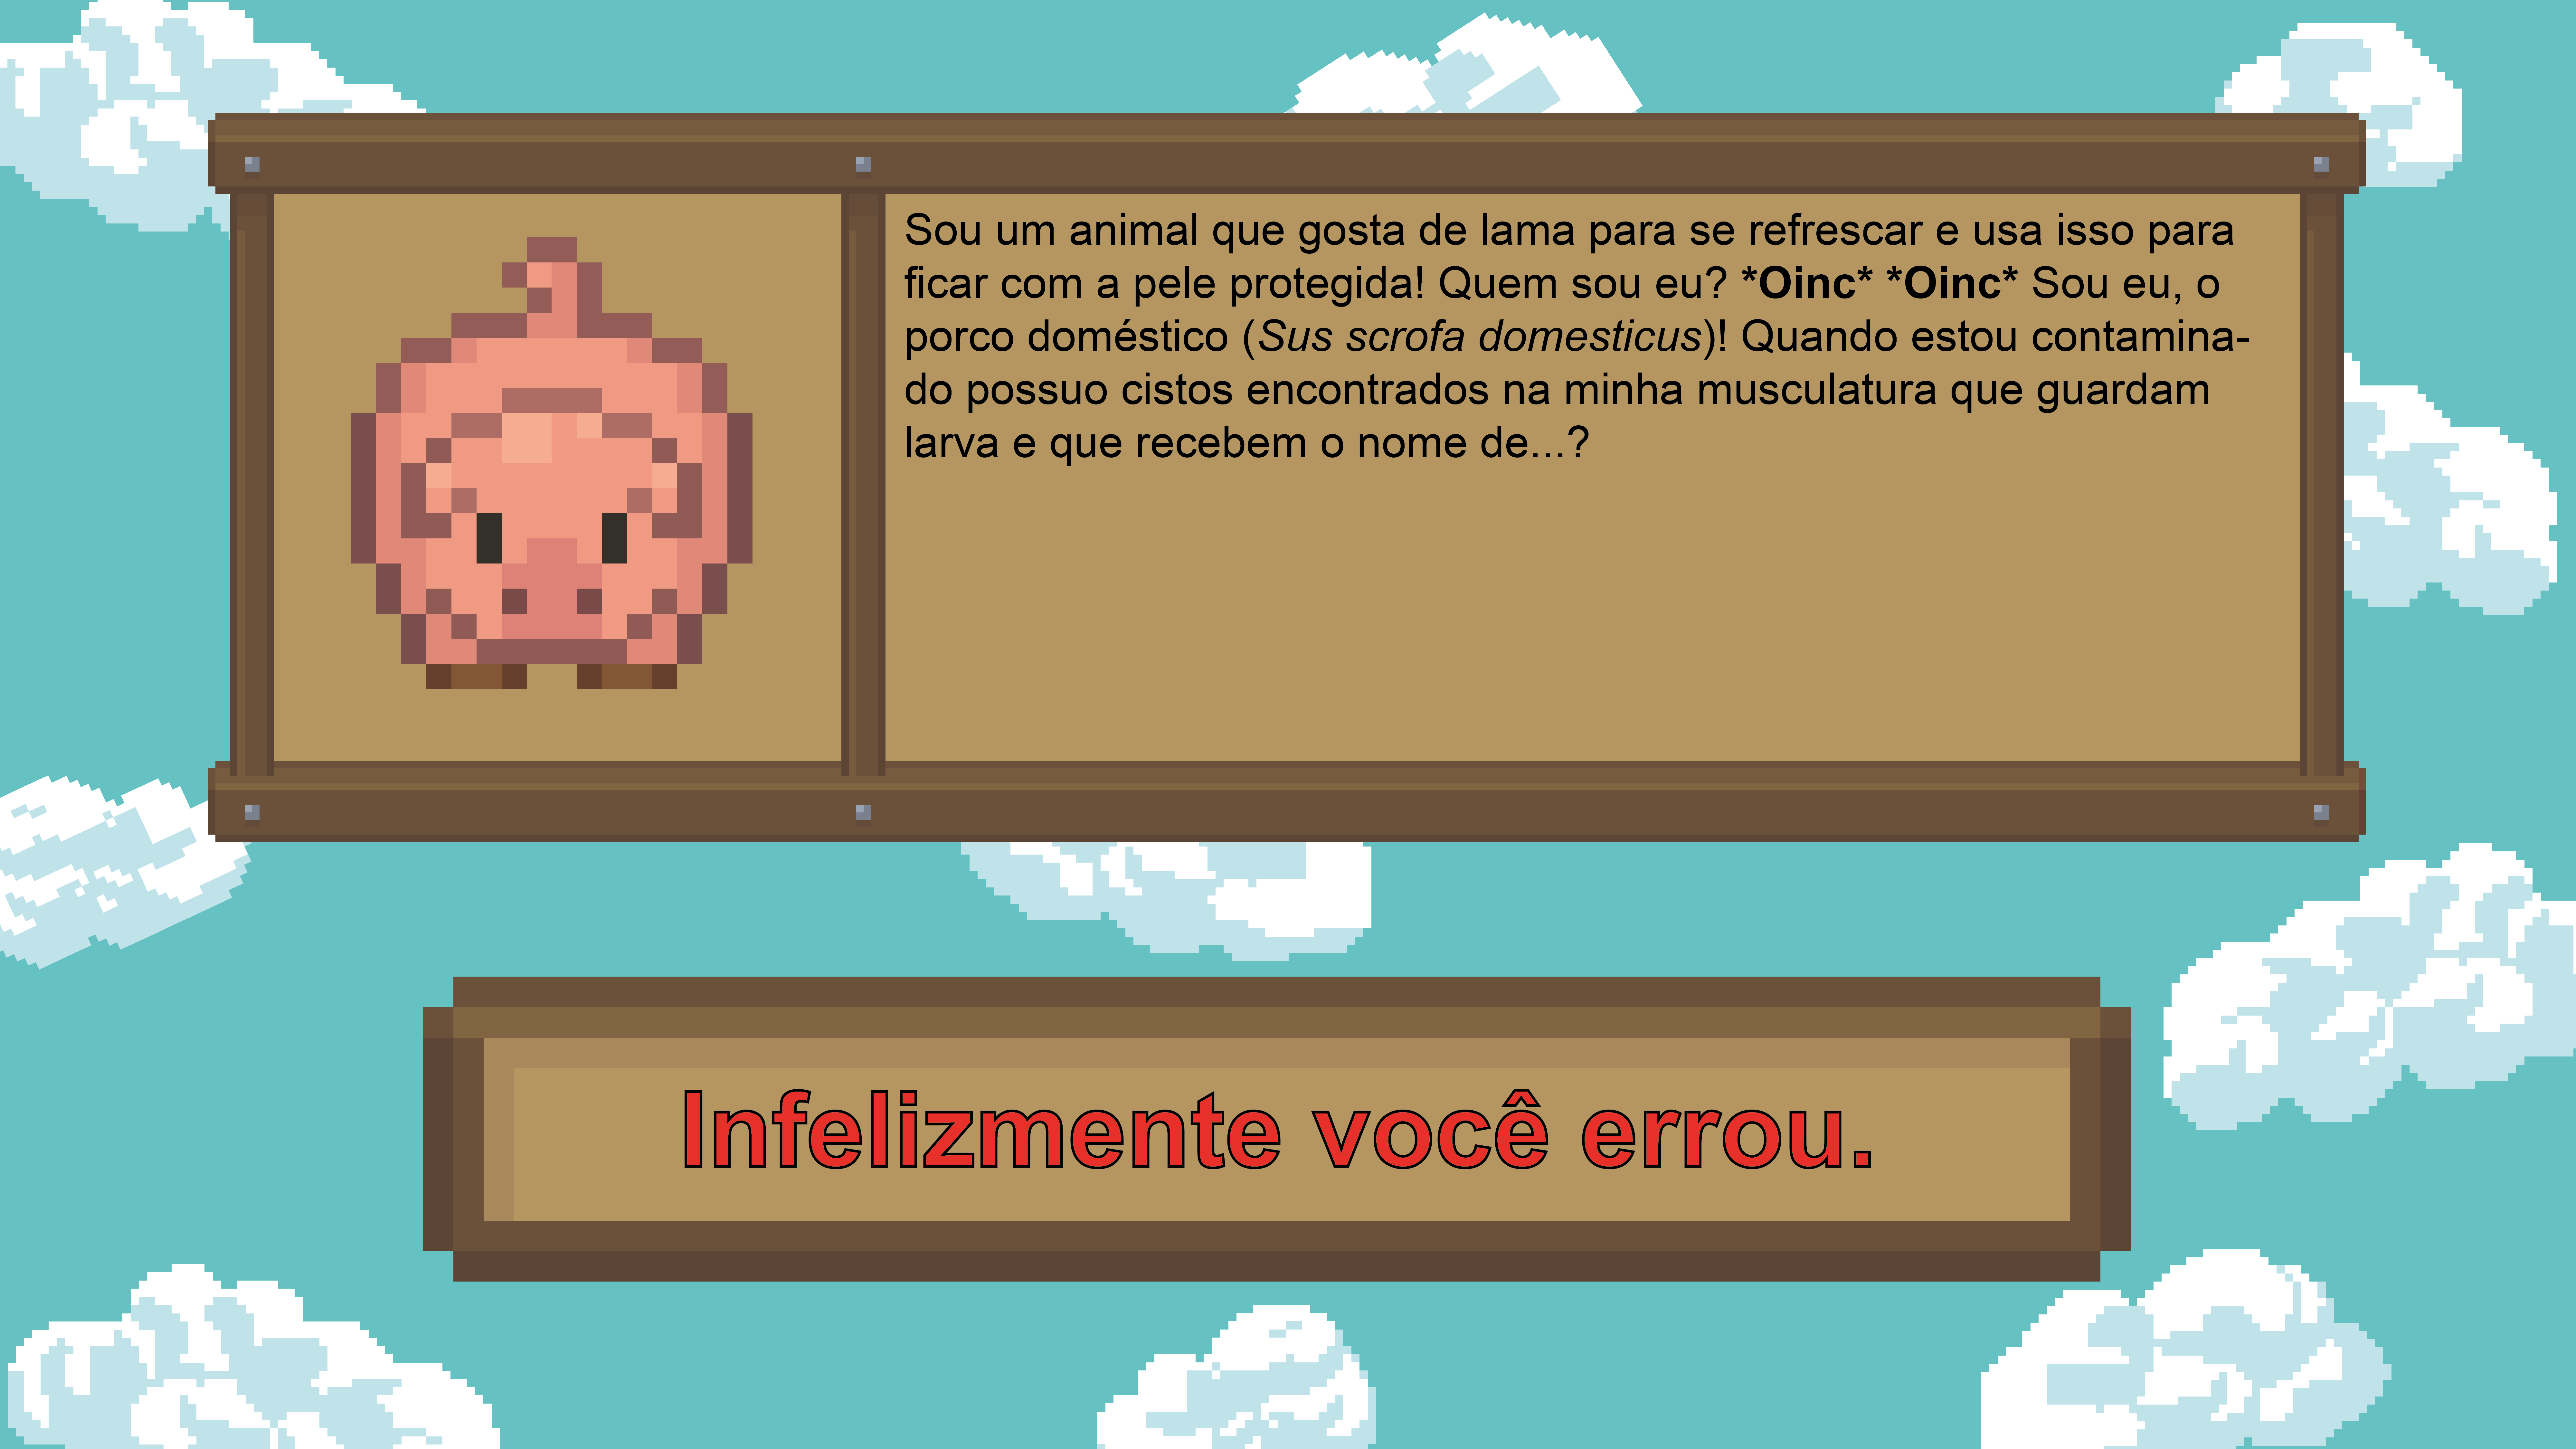 Sou um animal que gosta de lama para se refrescar e usa isso para
ficar com a pele protegida! Quem sou eu? *Oinc* *Oinc* Sou eu, o
porco doméstico (Sus scrofa domesticus)! Quando estou contamina-
do possuo cistos encontrados na minha musculatura que guardam
larva e que recebem o nome de...?
Infelizmente você errou.